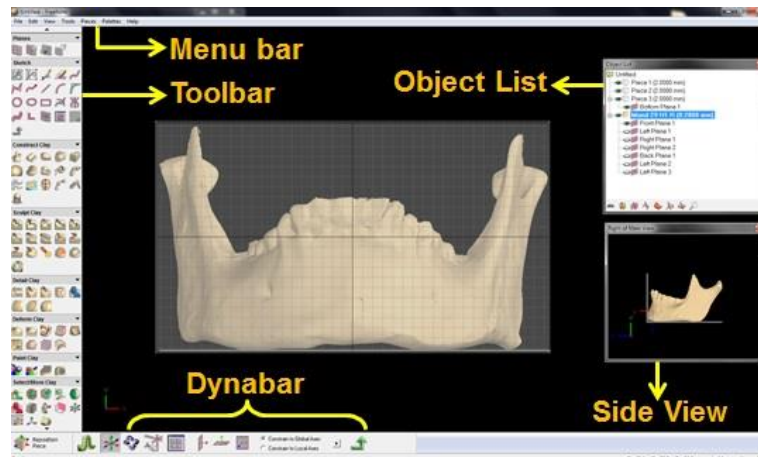 File Edit View Tools Pieces Palettes Help
Menu bar
Toolbar
Object List
Planes
Sketch
Construct Clay
Sculpt Clay
Detail Clay
Deform Clay
Paint Clay
Select/Move Clay
Object List
Untitled
Piece 1 (2.0000 mm)
Piece 2 (2.0000 mm)
Piece 3 (2.0000 mm)
Bottom Plane 1
Front Plane 1
Left Plane 1
Right Plane 1
Right Plane 2
Back Plane 1
Left Plane 2
Left Plane 3
Right of Main View
Side View
Dynabar
Reposition
Piece
Constrain to Global Axes
Constrain to Local Axes